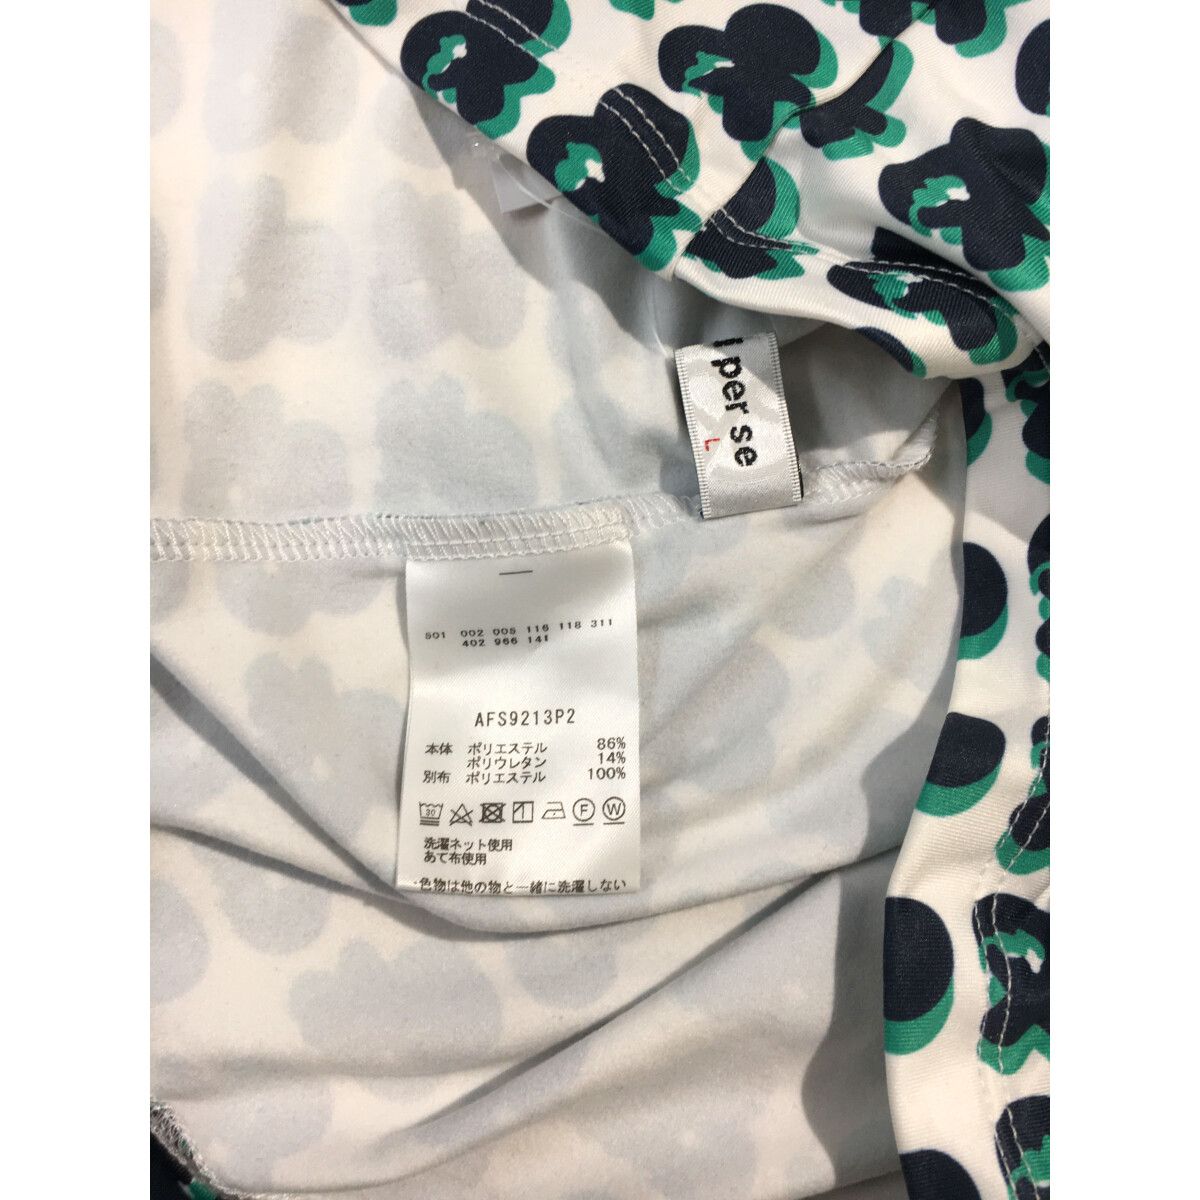 l per se
L
501 002 005 116 118 311
402 966 141
AFS9213P2
本体 ポリエステル 86%
ポリウレタン 14%
別布 ポリエステル 100%
30 F W
洗濯ネット使用
あて布使用
色物は他の物と一緒に洗濯しない